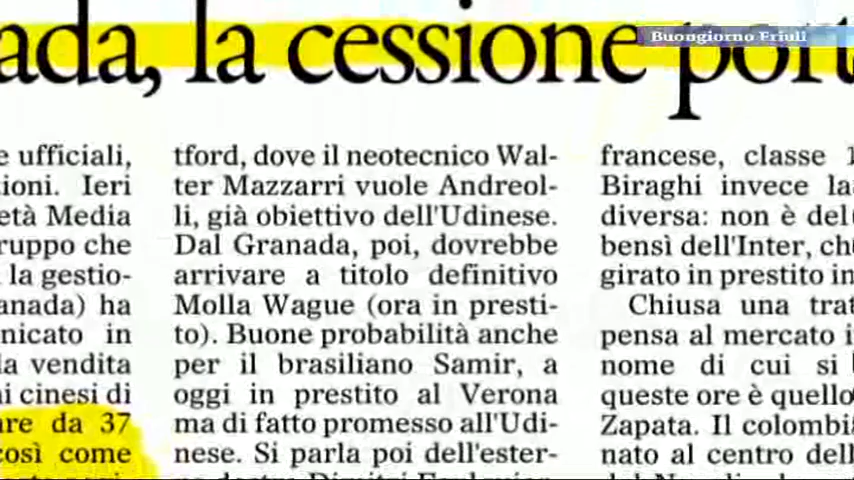 Buongiorno Friuli
ada, la cessione port
e ufficiali,
ioni. Ieri
età Media
ruppo che
la gestio-
anada) ha
nicato in
la vendita
ai cinesi di
are da 37
così come
tford, dove il neotecnico Wal-
ter Mazzarri vuole Andreol-
li, già obiettivo dell'Udinese.
Dal Granada, poi, dovrebbe
arrivare a titolo definitivo
Molla Wague (ora in presti-
to). Buone probabilità anche
per il brasiliano Samir, a
oggi in prestito al Verona
ma di fatto promesso all'Udi-
nese. Si parla poi dell'ester-
francese, classe 1
Biraghi invece la
diversa: non è del
bensì dell'Inter, ch
girato in prestito in
Chiusa una trat
pensa al mercato i
nome di cui si
queste ore è quello
Zapata. Il colombi
nato al centro dell